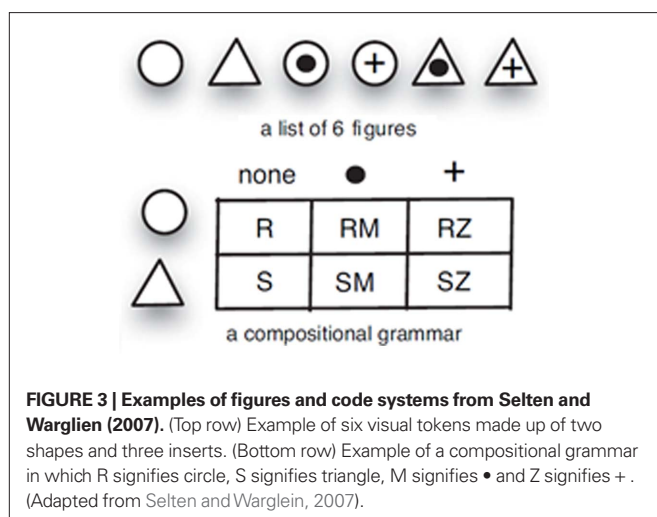 a list of 6 figures
none ● +
R RM RZ
S SM SZ
a compositional grammar
FIGURE 3 | Examples of figures and code systems from Selten and
Warglien (2007). (Top row) Example of six visual tokens made up of two
shapes and three inserts. (Bottom row) Example of a compositional grammar
in which R signifies circle, S signifies triangle, M signifies • and Z signifies + .
(Adapted from Selten and Warglein, 2007).